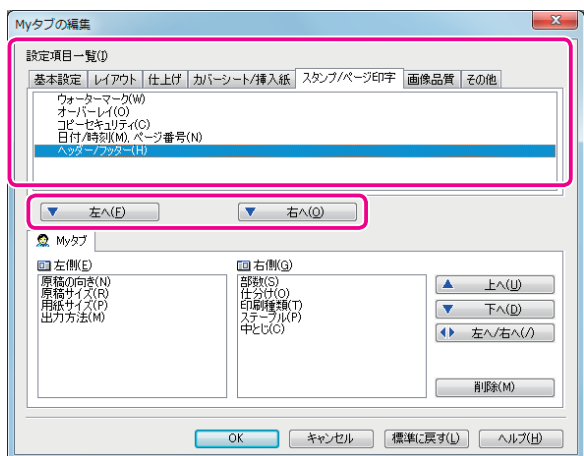 Myタブの編集
設定項目一覧(I)
基本設定 レイアウト 仕上げ カバーシート/挿入紙 スタンプ/ページ印字 画像品質 その他
ウォーターマーク(W)
オーバーレイ(O)
コピーセキュリティ(C)
日付/時刻(M), ページ番号(N)
ヘッダー/フッター(H)
左へ(F) 右へ(Q)
Myタブ
左側(E) 右側(G)
原稿の向き(N) 部数(S)
原稿サイズ(R) 仕分け(O)
用紙サイズ(P) 印刷種類(T)
出力方法(M) ステープル(P)
中とじ(C)
上へ(U)
下へ(D)
左へ/右へ(/)
削除(M)
OK キャンセル 標準に戻す(L) ヘルプ(H)